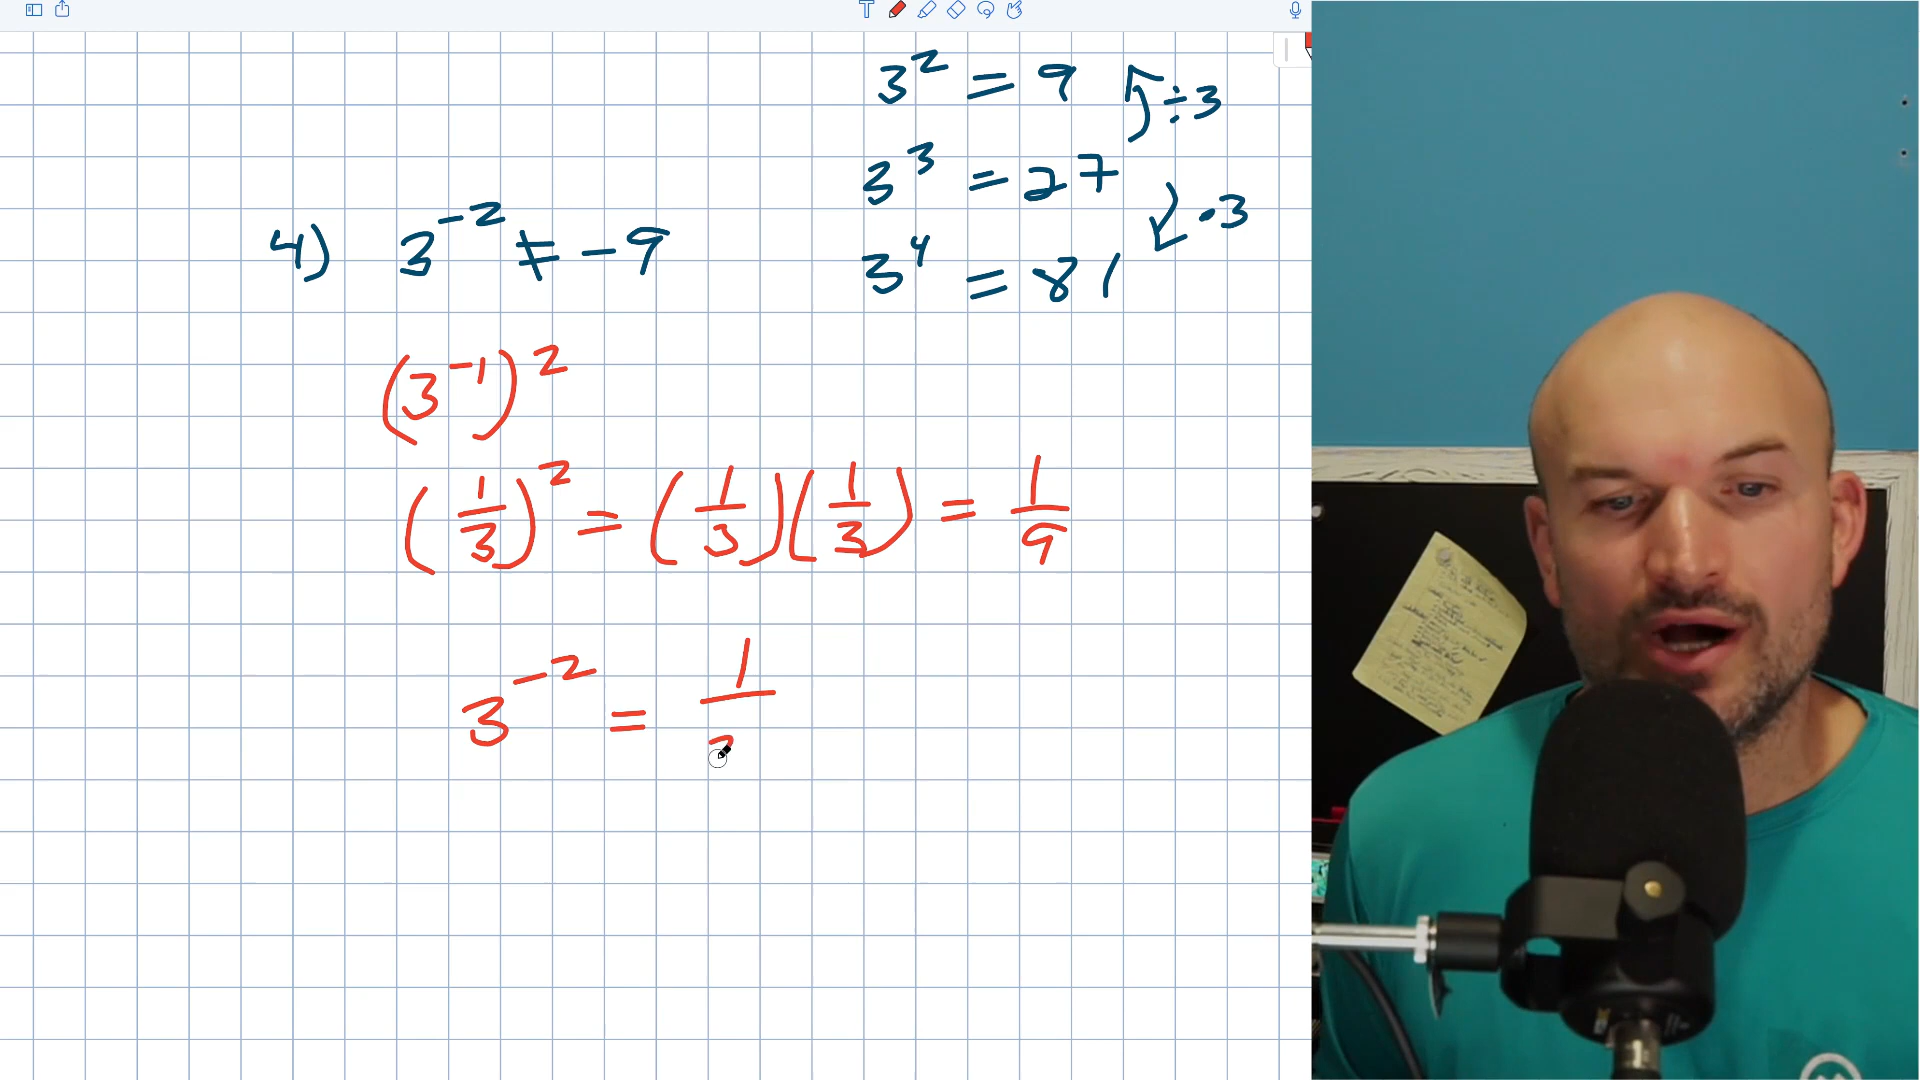 3² = 9 ÷3
3³ = 27
·3
4) 3⁻² ≠ -9
3⁴ = 81
(3⁻¹)²
(1/3)² = (1/3)(1/3) = 1/9
3⁻² = 1/